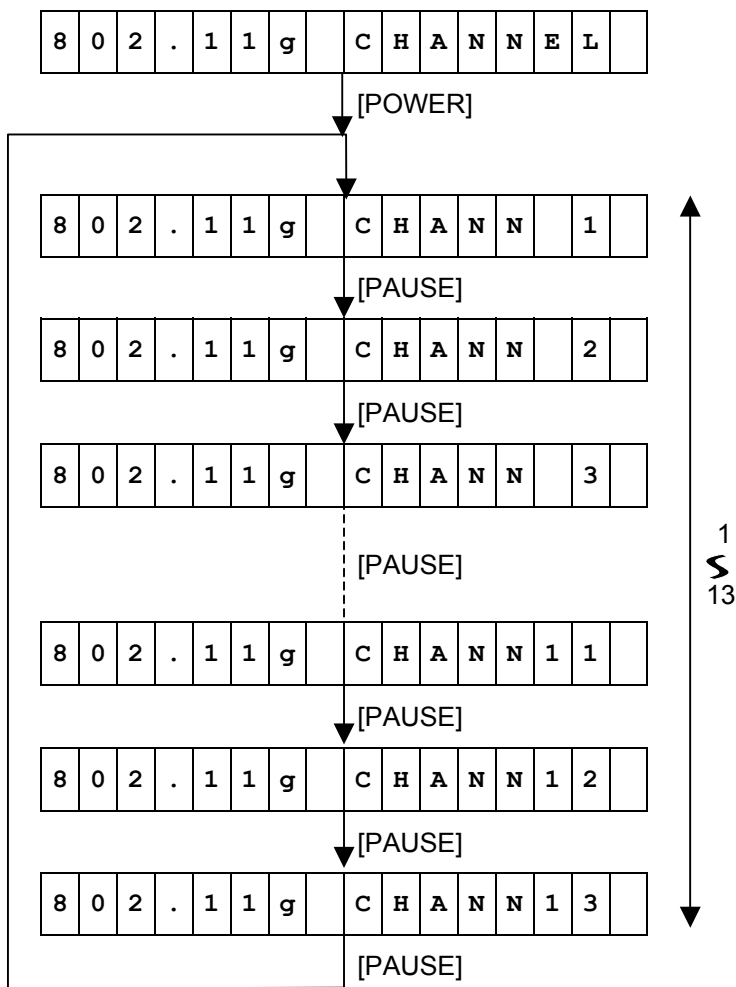 802.11g CHANNEL
[POWER]
802.11g CHANN 1
[PAUSE]
802.11g CHANN 2
[PAUSE]
802.11g CHANN 3
[PAUSE]
1
13
802.11g CHANN11
[PAUSE]
802.11g CHANN12
[PAUSE]
802.11g CHANN13
[PAUSE]